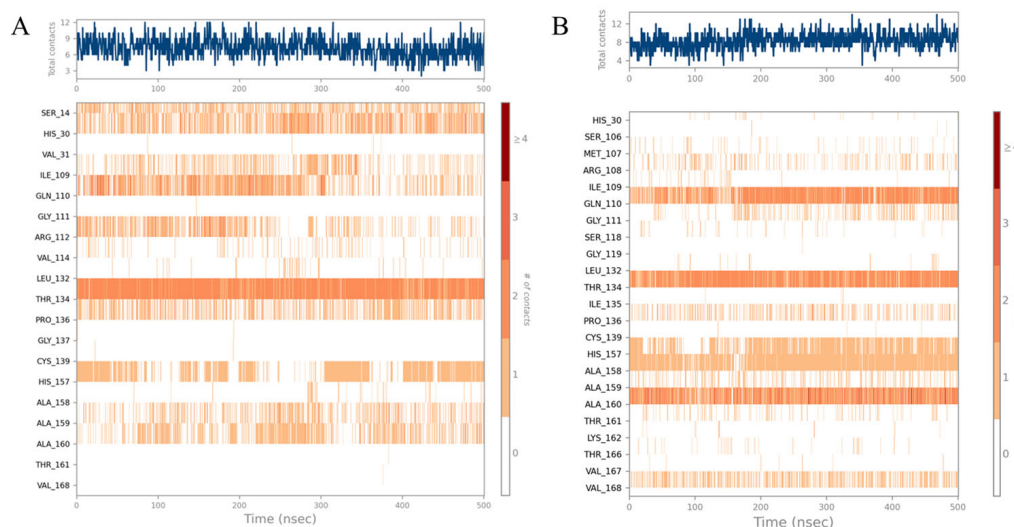 A
Total contacts
12
9
6
3
0
100
200
300
400
500
SER_14
HIS_30
VAL_31
ILE_109
GLN_110
GLY_111
ARG_112
VAL_114
LEU_132
THR_134
PRO_136
GLY_137
CYS_139
HIS_157
ALA_158
ALA_159
ALA_160
THR_161
VAL_168
0
100
200
300
400
500
Time (nsec)
≥4
3
2
1
0
# of contacts
B
Total contacts
12
8
4
0
100
200
300
400
500
HIS_30
SER_106
MET_107
ARG_108
ILE_109
GLN_110
GLY_111
SER_118
GLY_119
LEU_132
THR_134
ILE_135
PRO_136
CYS_139
HIS_157
ALA_158
ALA_159
ALA_160
THR_161
LYS_162
THR_166
VAL_167
VAL_168
0
100
200
300
400
500
Time (nsec)
3
2
1
0